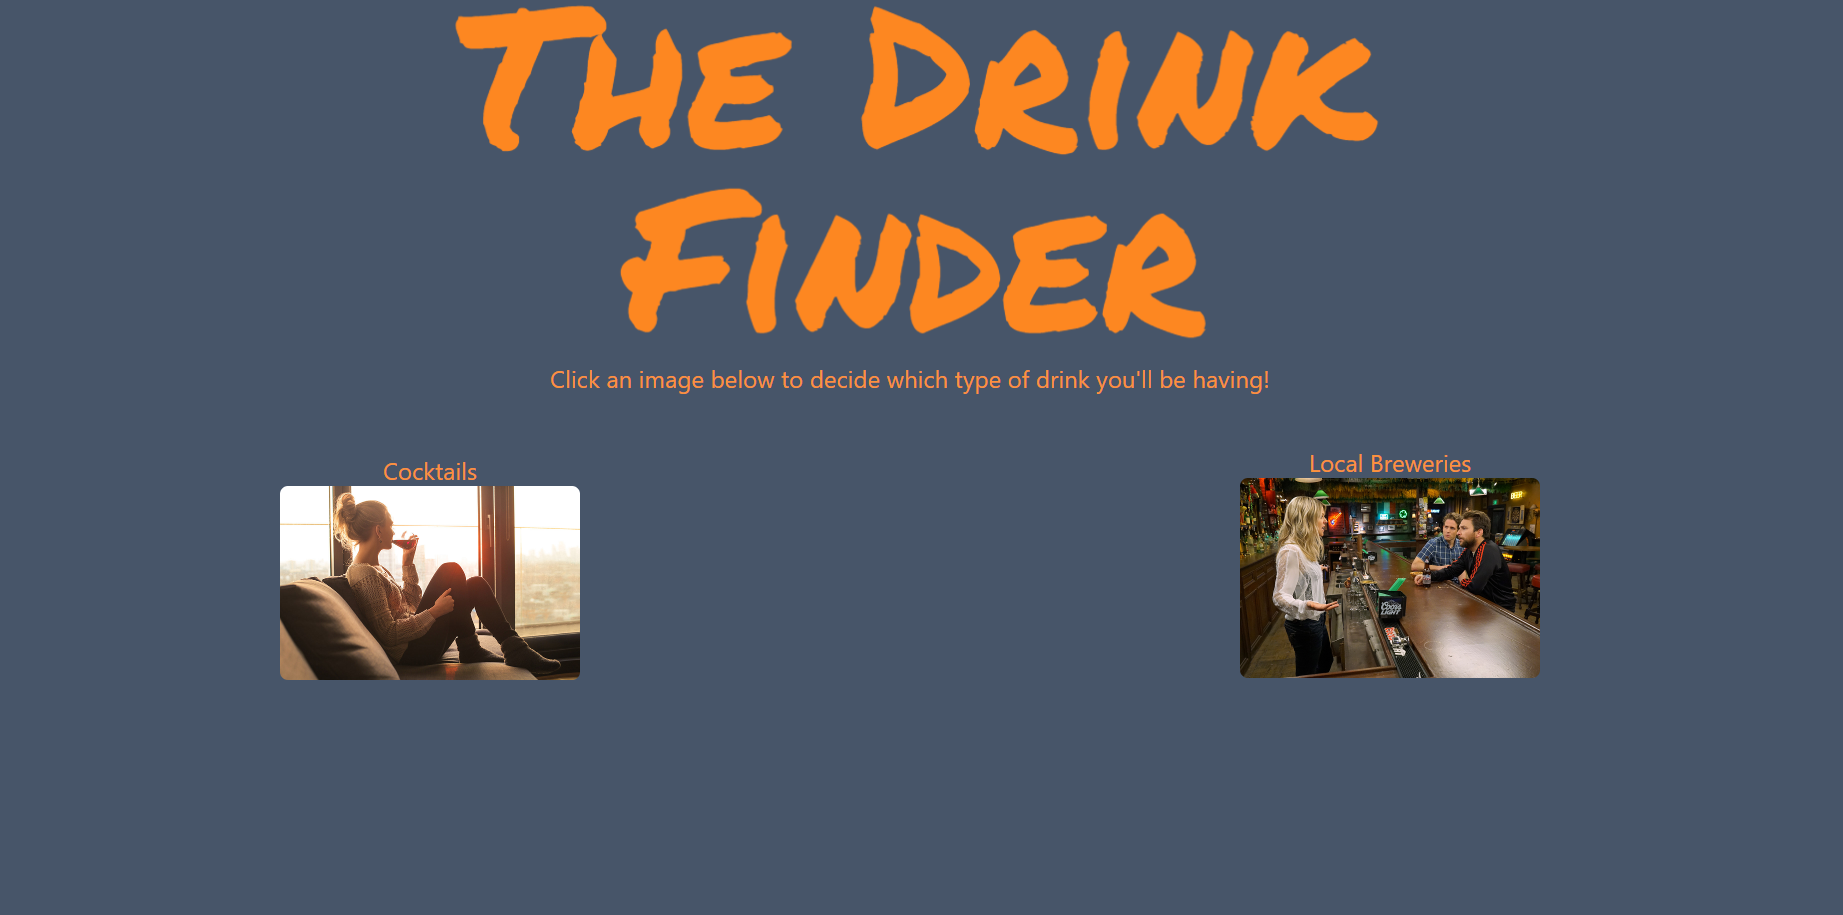 The Drink
Finder
Click an image below to decide which type of drink you'll be having!
Cocktails
Local Breweries
Coors
LIGHT